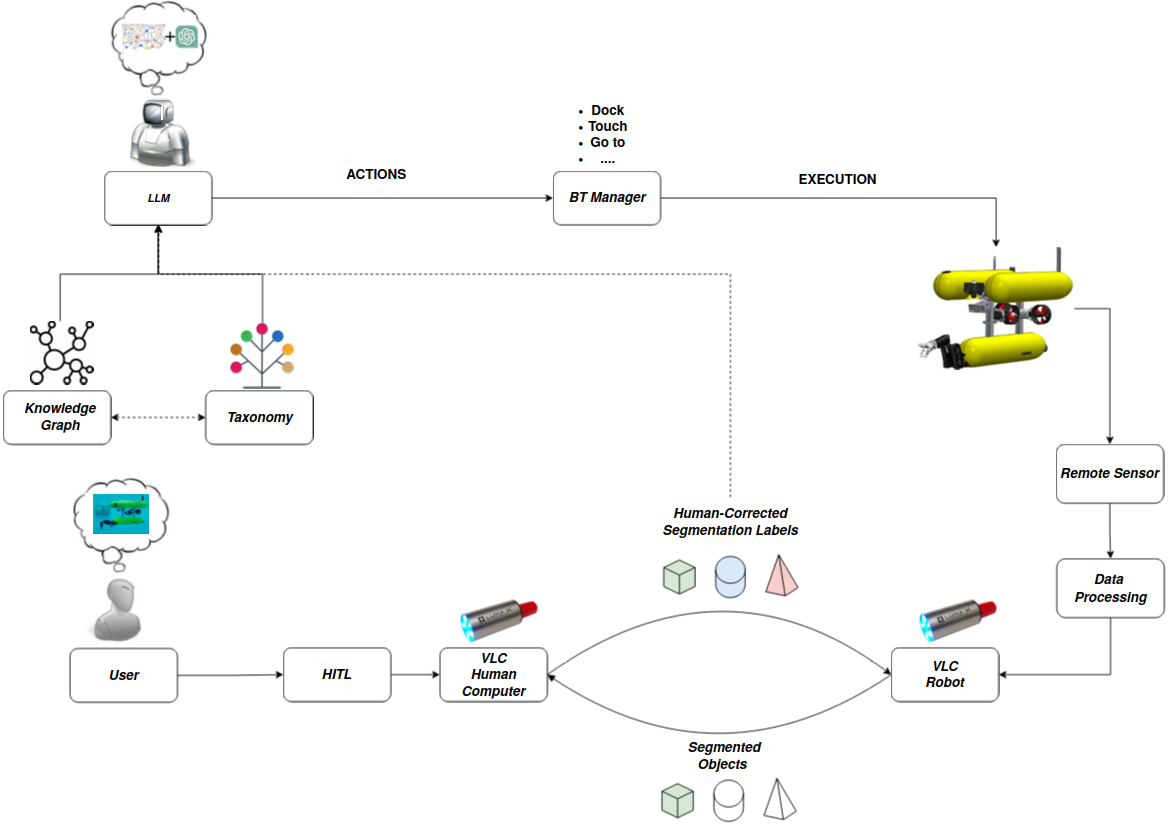 • Dock
• Touch
• Go to
• ....
ACTIONS
EXECUTION
LLM
BT Manager
Knowledge
Graph
Taxonomy
Remote Sensor
Human-Corrected
Segmentation Labels
Data
Processing
User
HITL
VLC
Human
Computer
VLC
Robot
Segmented
Objects